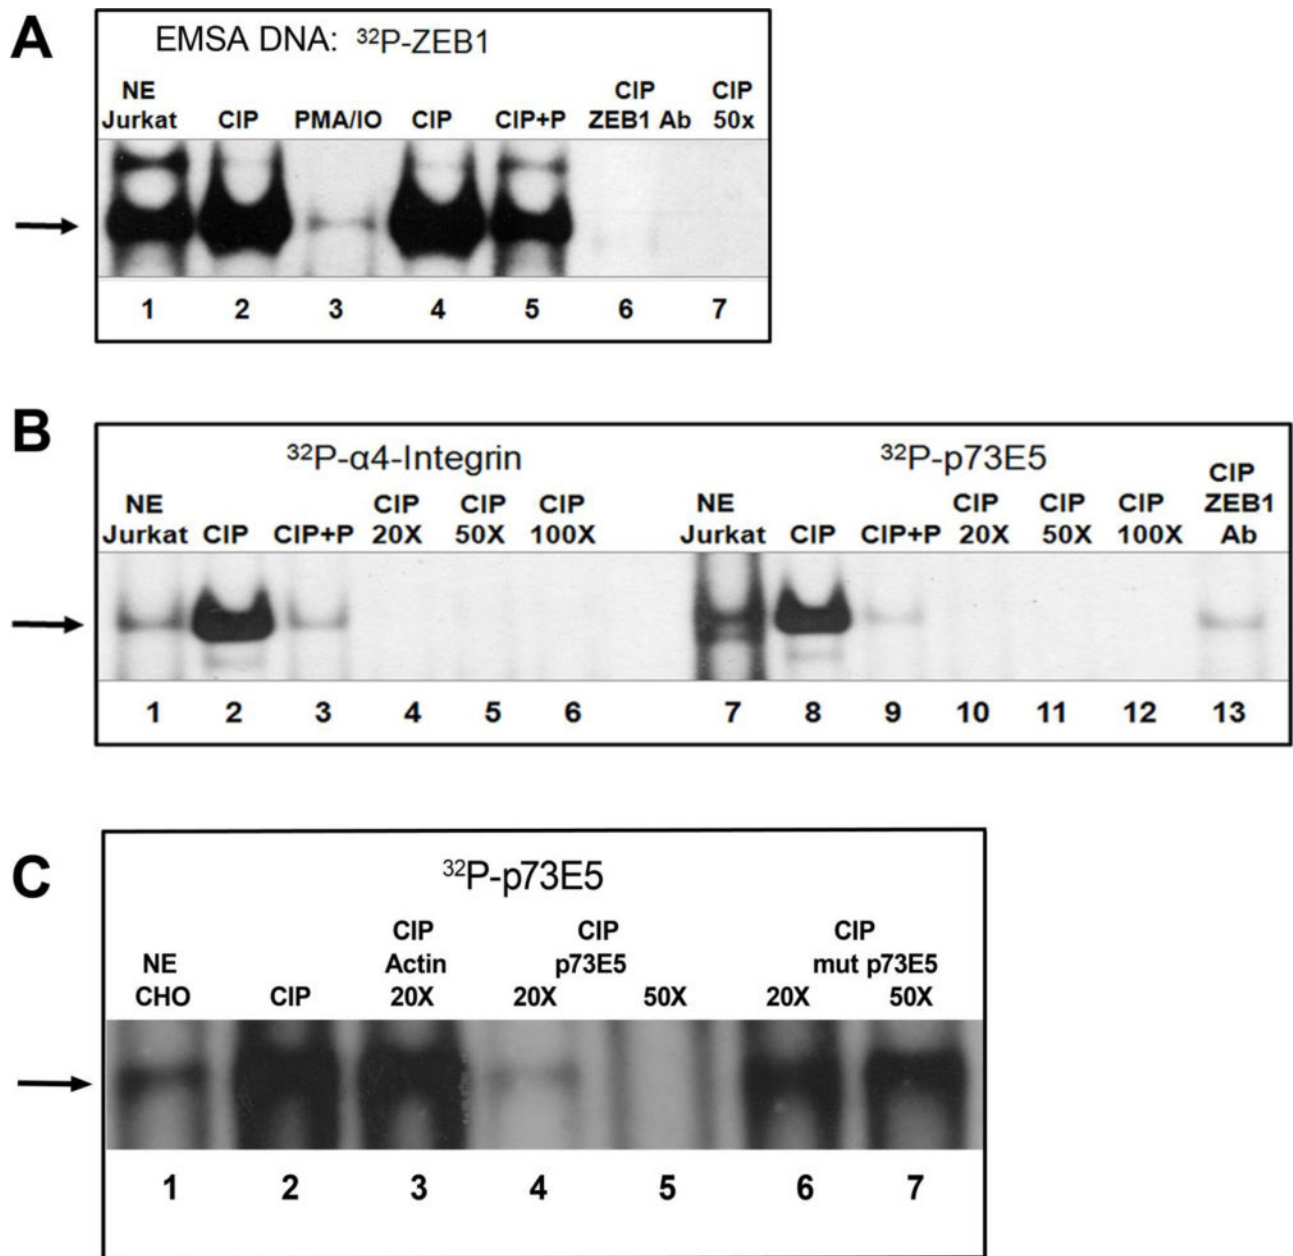 A
EMSA DNA: ³²P-ZEB1
NE CIP CIP
Jurkat CIP PMA/IO CIP CIP+P ZEB1 Ab 50x
1 2 3 4 5 6 7
B
³²P-α4-Integrin ³²P-p73E5
CIP
NE CIP CIP CIP NE CIP CIP CIP ZEB1
Jurkat CIP CIP+P 20X 50X 100X Jurkat CIP CIP+P 20X 50X 100X Ab
1 2 3 4 5 6 7 8 9 10 11 12 13
C
³²P-p73E5
CIP CIP CIP
NE Actin p73E5 mut p73E5
CHO CIP 20X 20X 50X 20X 50X
1 2 3 4 5 6 7